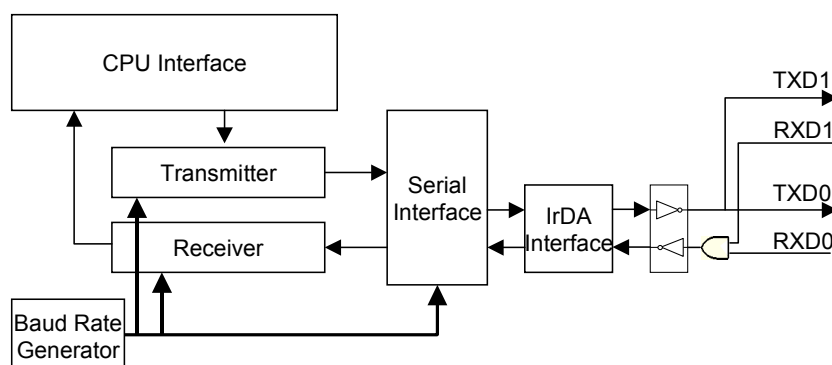 CPU Interface
TXD1
RXD1
Transmitter
Serial
Interface
IrDA
Interface
TXD0
RXD0
Receiver
Baud Rate
Generator